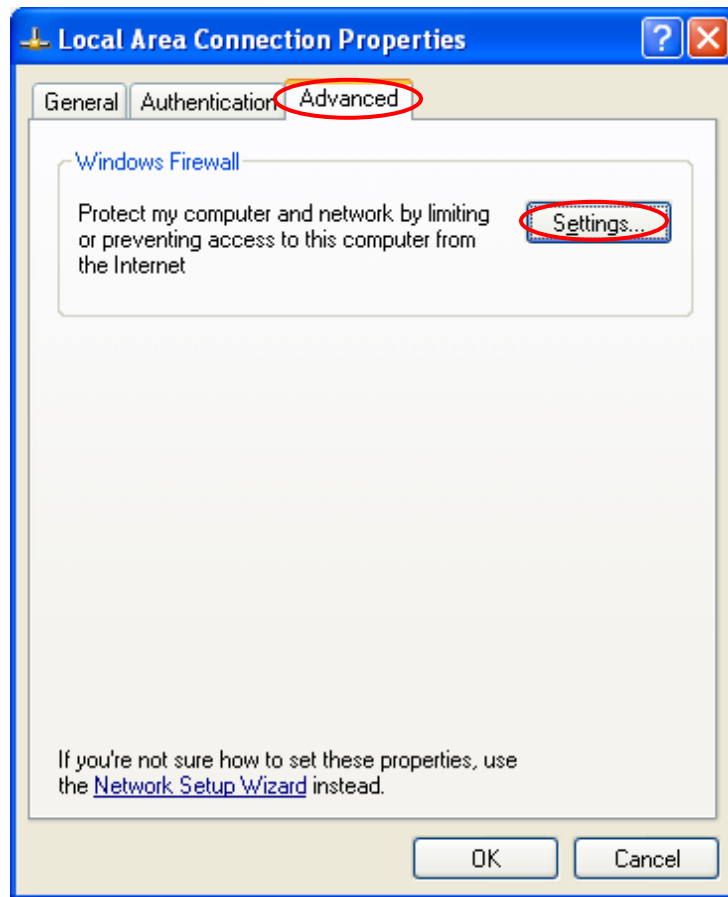 Local Area Connection Properties
General Authentication Advanced
Windows Firewall
Protect my computer and network by limiting
or preventing access to this computer from
the Internet
Settings...
If you're not sure how to set these properties, use
the Network Setup Wizard instead.
OK Cancel